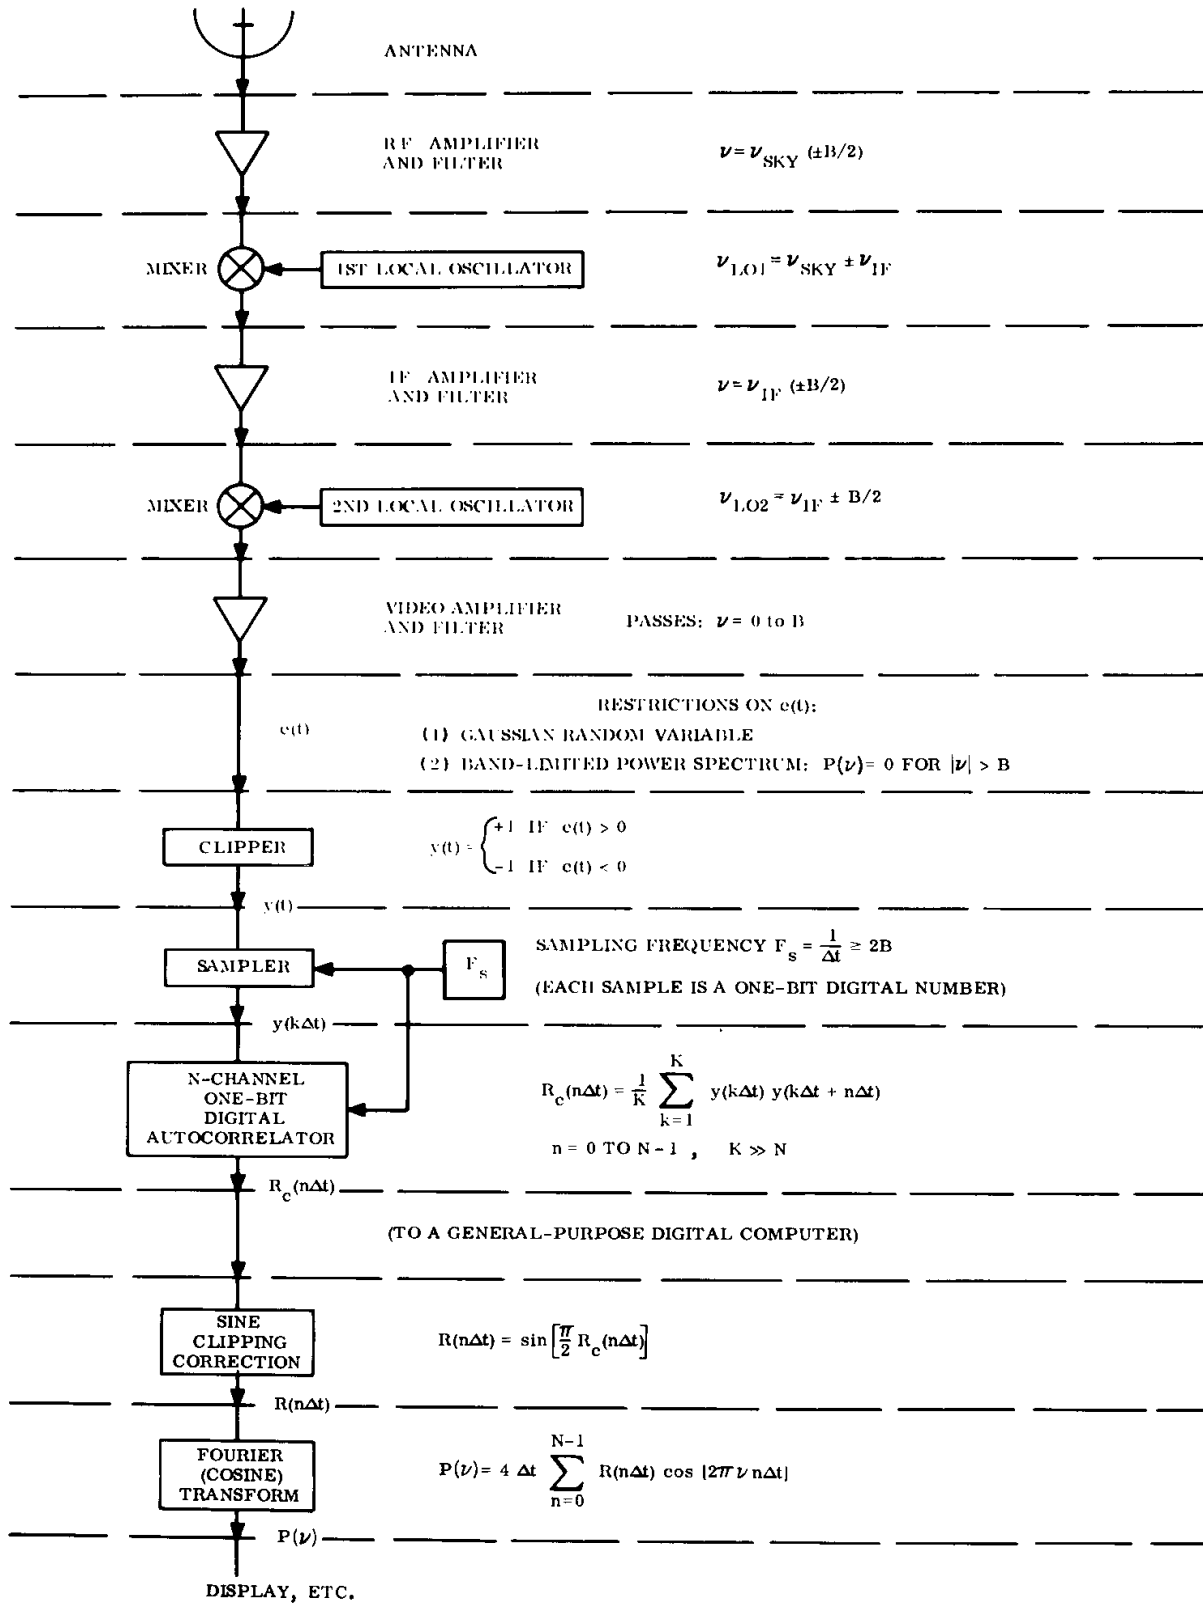 ANTENNA
RF AMPLIFIER
AND FILTER
ν = ν_SKY (±B/2)
MIXER
1ST LOCAL OSCILLATOR
ν_LO1 = ν_SKY ± ν_IF
IF AMPLIFIER
AND FILTER
ν = ν_IF (±B/2)
MIXER
2ND LOCAL OSCILLATOR
ν_LO2 = ν_IF ± B/2
VIDEO AMPLIFIER
AND FILTER
PASSES: ν = 0 to B
RESTRICTIONS ON e(t):
e(t)
(1) GAUSSIAN RANDOM VARIABLE
(2) BAND-LIMITED POWER SPECTRUM: P(ν) = 0 FOR |ν| > B
CLIPPER
y(t) = { +1 IF e(t) > 0
-1 IF e(t) < 0
y(t)
SAMPLER
F_s
SAMPLING FREQUENCY F_s = 1/Δt ≥ 2B
(EACH SAMPLE IS A ONE-BIT DIGITAL NUMBER)
y(kΔt)
N-CHANNEL
ONE-BIT
DIGITAL
AUTOCORRELATOR
R_c(nΔt) = 1/K ∑_{k=1}^{K} y(kΔt) y(kΔt + nΔt)
n = 0 TO N-1 , K ≫ N
R_c(nΔt)
(TO A GENERAL-PURPOSE DIGITAL COMPUTER)
SINE
CLIPPING
CORRECTION
R(nΔt) = sin [π/2 R_c(nΔt)]
R(nΔt)
FOURIER
(COSINE)
TRANSFORM
P(ν) = 4 Δt ∑_{n=0}^{N-1} R(nΔt) cos [2π ν nΔt]
P(ν)
DISPLAY, ETC.